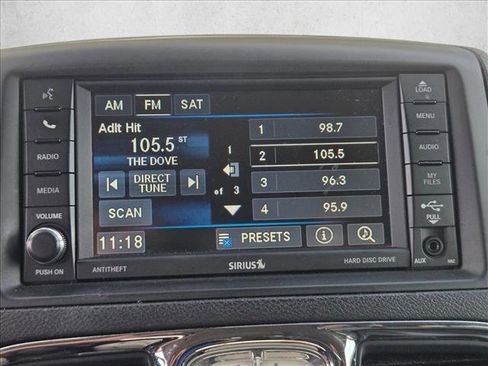 AM FM SAT
Adlt Hit
105.5 ST
THE DOVE
DIRECT
TUNE
SCAN
11:18
1
of 3
1 98.7
2 105.5
3 96.3
4 95.9
PRESETS
RADIO
MEDIA
VOLUME
PUSH ON
ANTITHEFT
SIRIUS
HARD DISC DRIVE
LOAD
MENU
AUDIO
MY
FILES
PULL
AUX